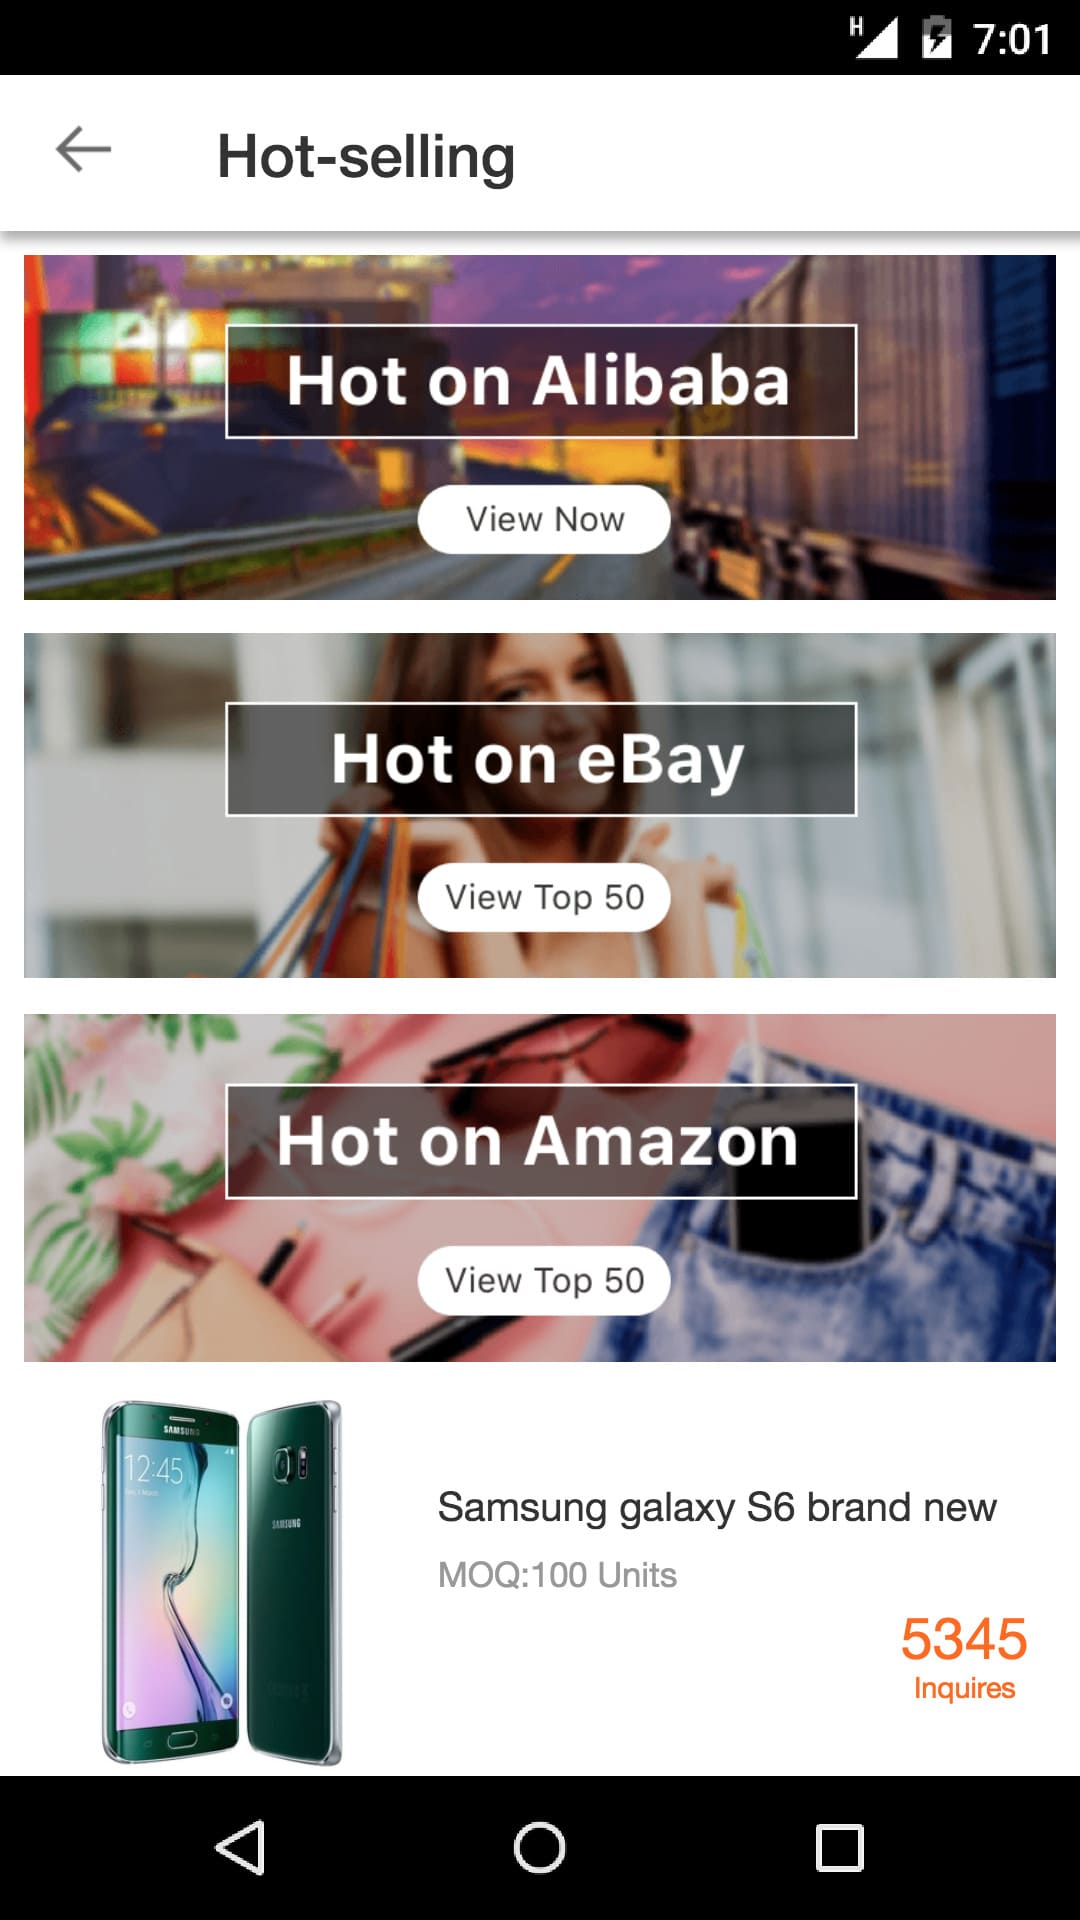 H 7:01
Hot-selling
Hot on Alibaba
View Now
Hot on eBay
View Top 50
Hot on Amazon
View Top 50
SAMSUNG
12:45
SAMSUNG
Samsung galaxy S6 brand new
MOQ:100 Units
5345
Inquires